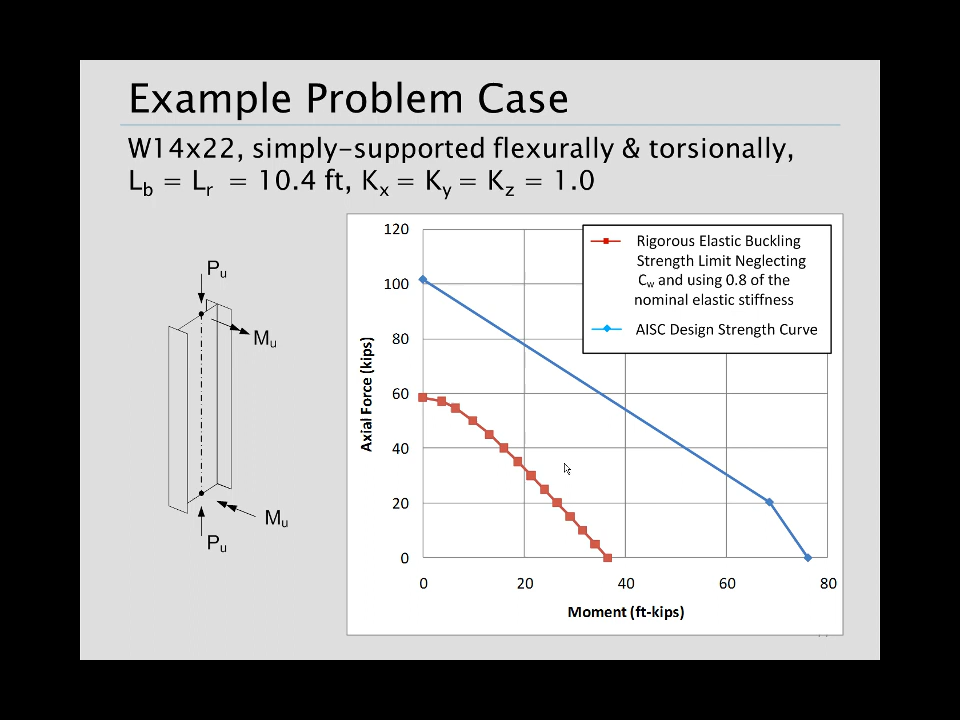 Example Problem Case
W14x22, simply-supported flexurally & torsionally,
Lb = Lr = 10.4 ft, Kx = Ky = Kz = 1.0
Pu
Mu
Mu
Pu
120
100
80
60
40
20
0
0 20 40 60 80
Axial Force (kips)
Moment (ft-kips)
Rigorous Elastic Buckling
Strength Limit Neglecting
Cw and using 0.8 of the
nominal elastic stiffness
AISC Design Strength Curve